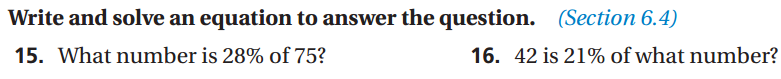 Write and solve an equation to answer the question. (Section 6.4)
15. What number is 28% of 75? 16. 42 is 21% of what number?